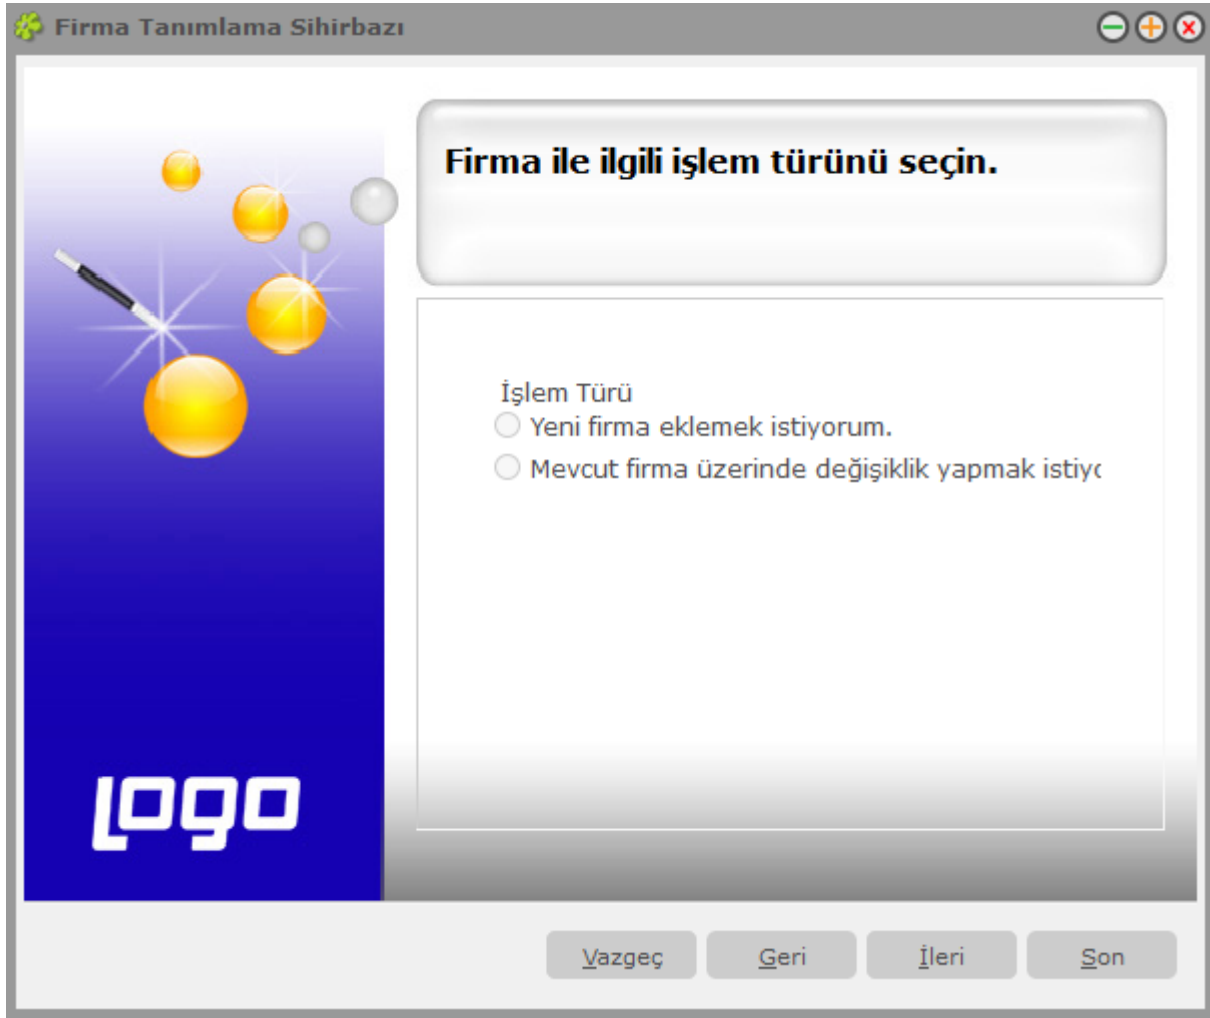 Firma Tanımlama Sihirbazı
Firma ile ilgili işlem türünü seçin.
İşlem Türü
Yeni firma eklemek istiyorum.
Mevcut firma üzerinde değişiklik yapmak istiyo
LOGO
Vazgeç
Geri
İleri
Son